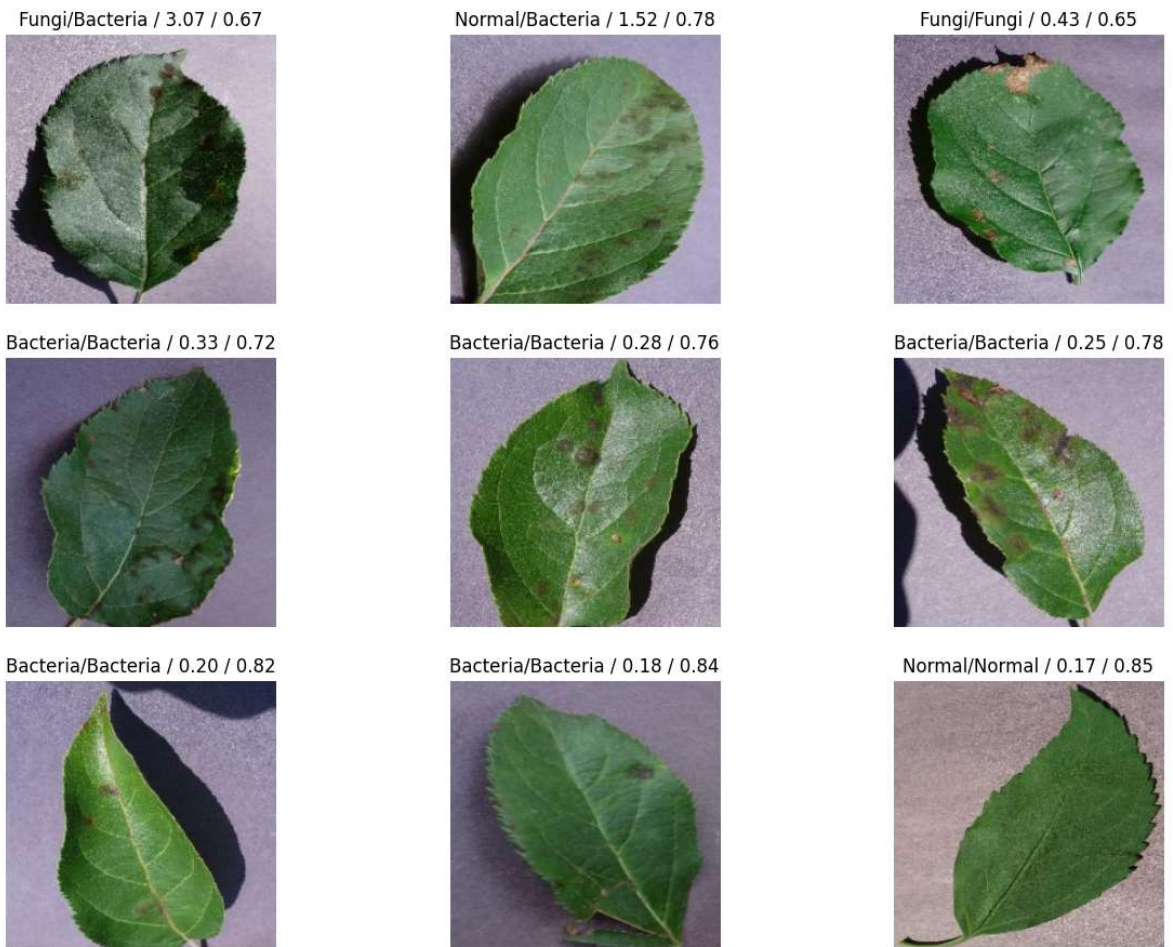 Fungi/Bacteria / 3.07 / 0.67
Normal/Bacteria / 1.52 / 0.78
Fungi/Fungi / 0.43 / 0.65
Bacteria/Bacteria / 0.33 / 0.72
Bacteria/Bacteria / 0.28 / 0.76
Bacteria/Bacteria / 0.25 / 0.78
Bacteria/Bacteria / 0.20 / 0.82
Bacteria/Bacteria / 0.18 / 0.84
Normal/Normal / 0.17 / 0.85